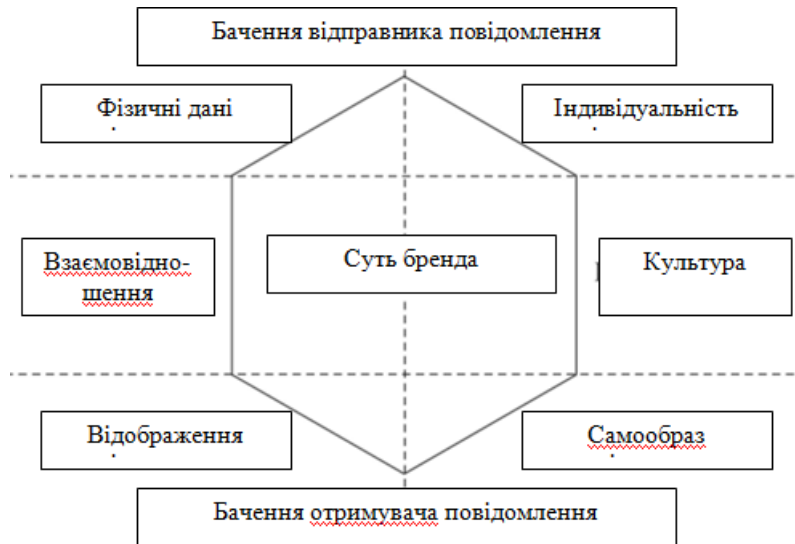 Бачення відправника повідомлення
Фізичні дані
Індивідуальність
Взаємовідно-
шення
Суть бренда
Культура
Відображення
Самообраз
Бачення отримувача повідомлення